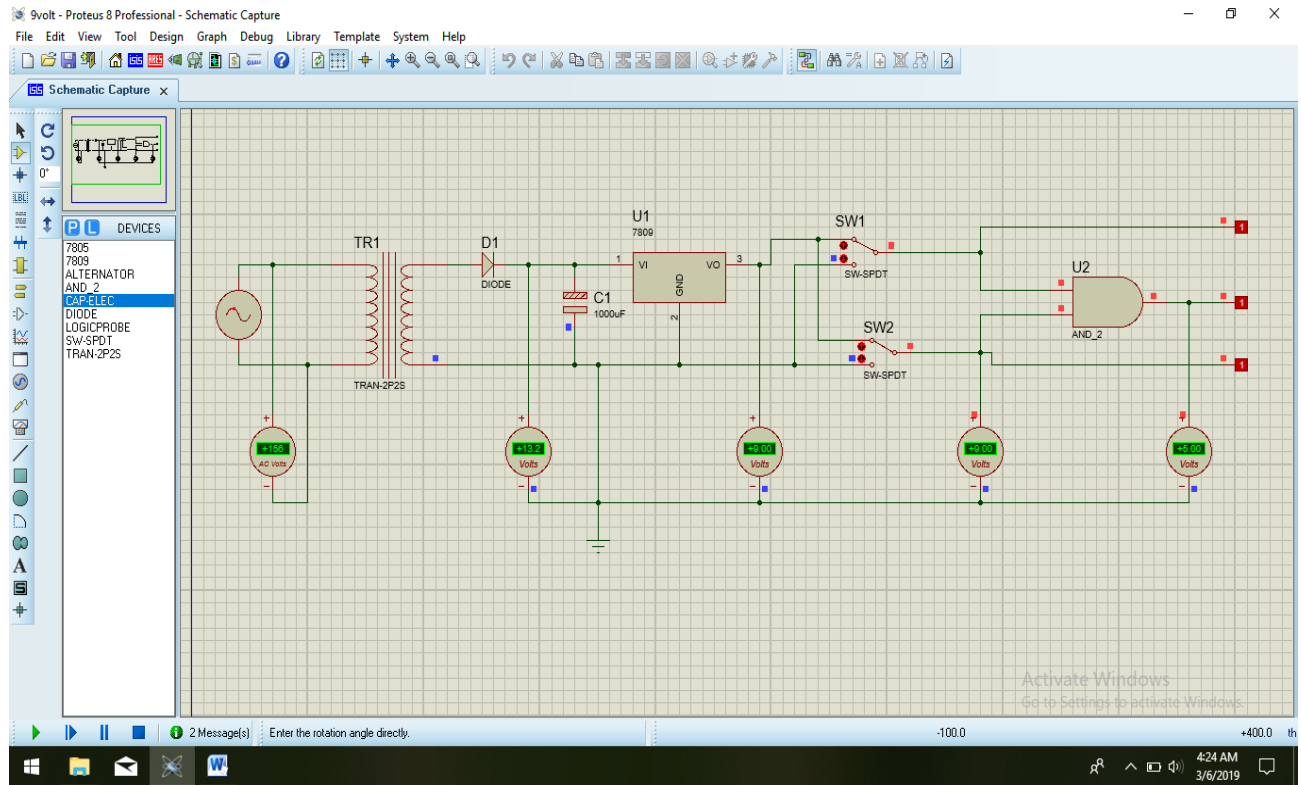 9volt - Proteus 8 Professional - Schematic Capture
File Edit View Tool Design Graph Debug Library Template System Help
Schematic Capture x
0°
LBL
P L DEVICES
7805
7809
ALTERNATOR
AND_2
CAP-ELEC
DIODE
LOGICPROBE
SW-SPDT
TRAN-2P2S
A
S
TR1
TRAN-2P2S
D1
DIODE
C1
1000uF
U1
7809
1 VI VO 3
GND
2
SW1
SW-SPDT
SW2
SW-SPDT
U2
AND_2
1
1
1
+156
AC Volts
+13.2
Volts
+9.00
Volts
+9.00
Volts
+5.00
Volts
Activate Windows
Go to Settings to activate Windows.
2 Message(s) Enter the rotation angle directly. -100.0 +400.0 th
4:24 AM
3/6/2019